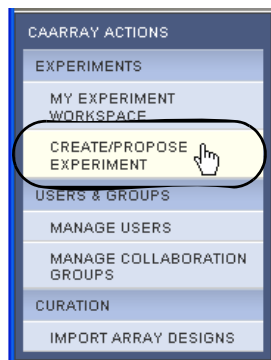 CAARRAY ACTIONS
EXPERIMENTS
MY EXPERIMENT
WORKSPACE
CREATE/PROPOSE
EXPERIMENT
USERS & GROUPS
MANAGE USERS
MANAGE COLLABORATION
GROUPS
CURATION
IMPORT ARRAY DESIGNS